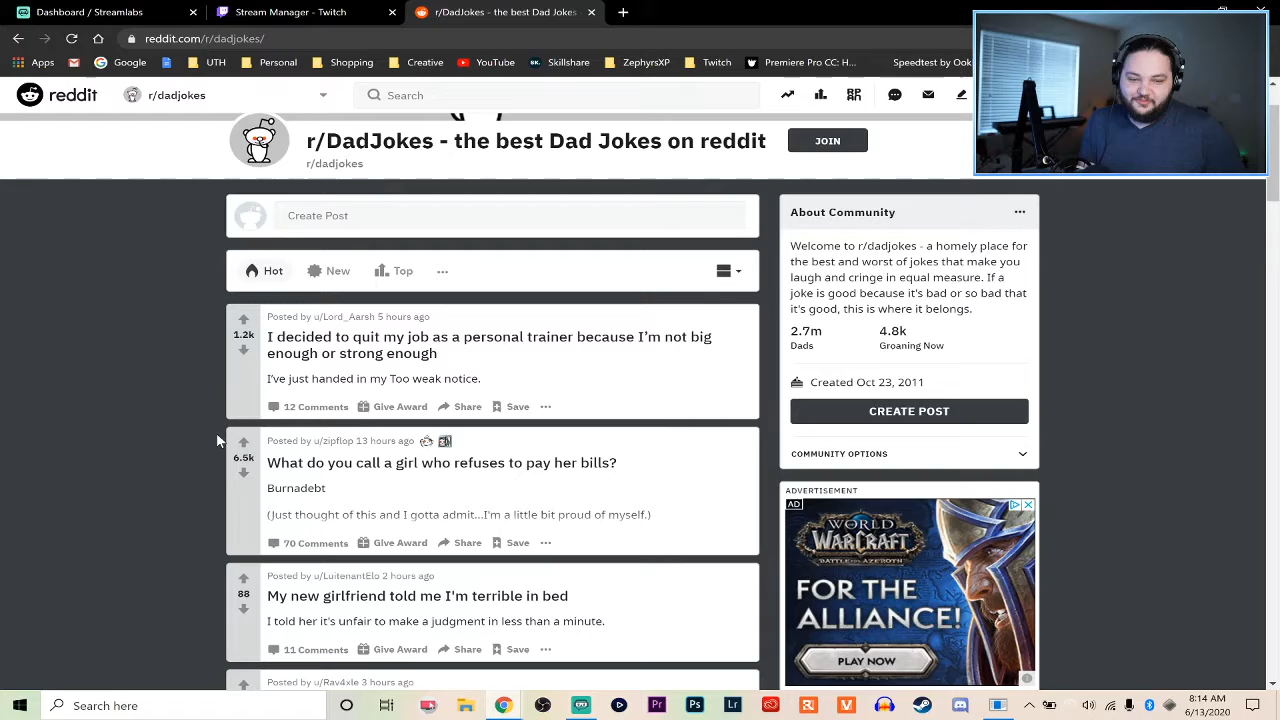 Dashboard / Streamlabs
Stream Manager - Twitch
r/DadJokes - the best Dad Jokes
reddit.com/r/dadjokes/
Apps
YouTube
Share
Creative
ZephyrsXP
Twitch
Premiere Pro CC: H...
Speedtest by Ook
reddit
r/dadjokes
Search
r/DadJokes - the best Dad Jokes on reddit
JOIN
r/dadjokes
Create Post
Hot
New
Top
Posted by u/Lord_Aarsh 5 hours ago
1.2k
I decided to quit my job as a personal trainer because I'm not big
enough or strong enough
I've just handed in my Too weak notice.
12 Comments
Give Award
Share
Save
Posted by u/zipflop 13 hours ago
6.5k
What do you call a girl who refuses to pay her bills?
Burnadebt
of this and I gotta admit...I'm a little bit proud of myself.)
70 Comments
Give Award
Share
Save
Posted by u/LuitenantElo 2 hours ago
88
My new girlfriend told me I'm terrible in bed
I told her it's unfair to make a judgment in less than a minute.
11 Comments
Give Award
Share
Save
Posted by u/Rav4xle 3 hours ago
About Community
Welcome to r/dadjokes - a homely place for
the best and worst of jokes that make you
laugh and cringe in equal measure. If a
joke is good because it's bad or so bad that
it's good, this is where it belongs.
2.7m
4.8k
Dads
Groaning Now
Created Oct 23, 2011
CREATE POST
COMMUNITY OPTIONS
ADVERTISEMENT
AD
WORLD
WARCRAFT
BATTLE FOR AZEROTH
FOR THE
ALLIANCE!
PLAY NOW
Search here
8:14 AM
6/13/2020